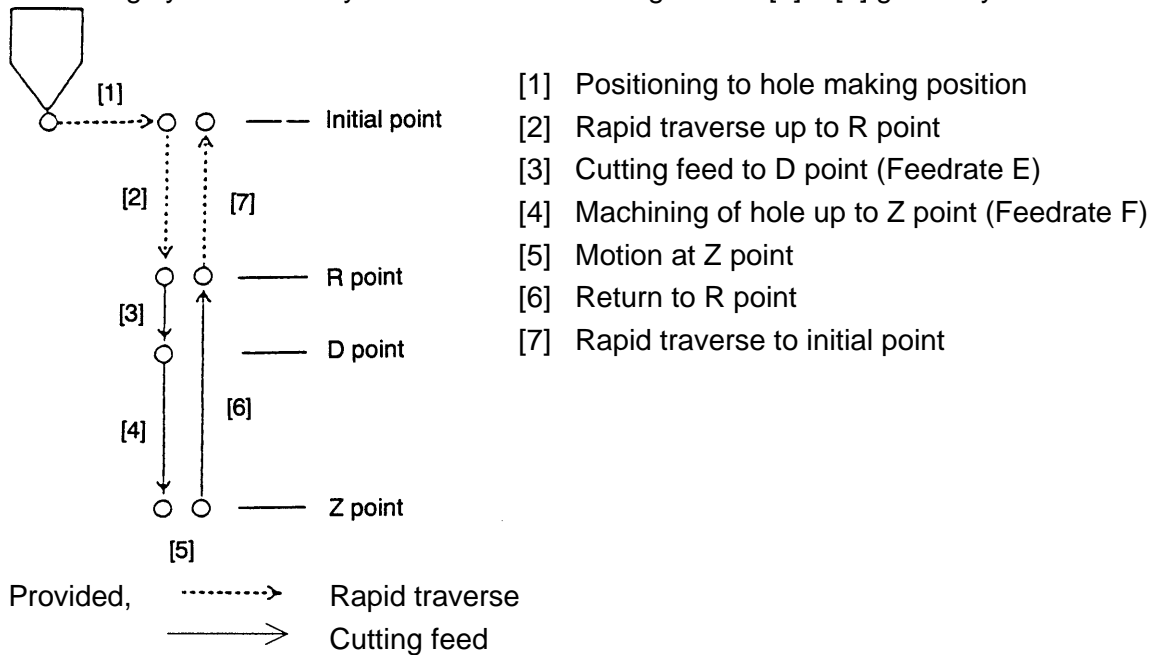 [1] Positioning to hole making position
[2] Rapid traverse up to R point
[3] Cutting feed to D point (Feedrate E)
[4] Machining of hole up to Z point (Feedrate F)
[5] Motion at Z point
[6] Return to R point
[7] Rapid traverse to initial point
[1]
Initial point
[2]
[7]
R point
[3]
D point
[6]
[4]
Z point
[5]
Provided,
Rapid traverse
Cutting feed